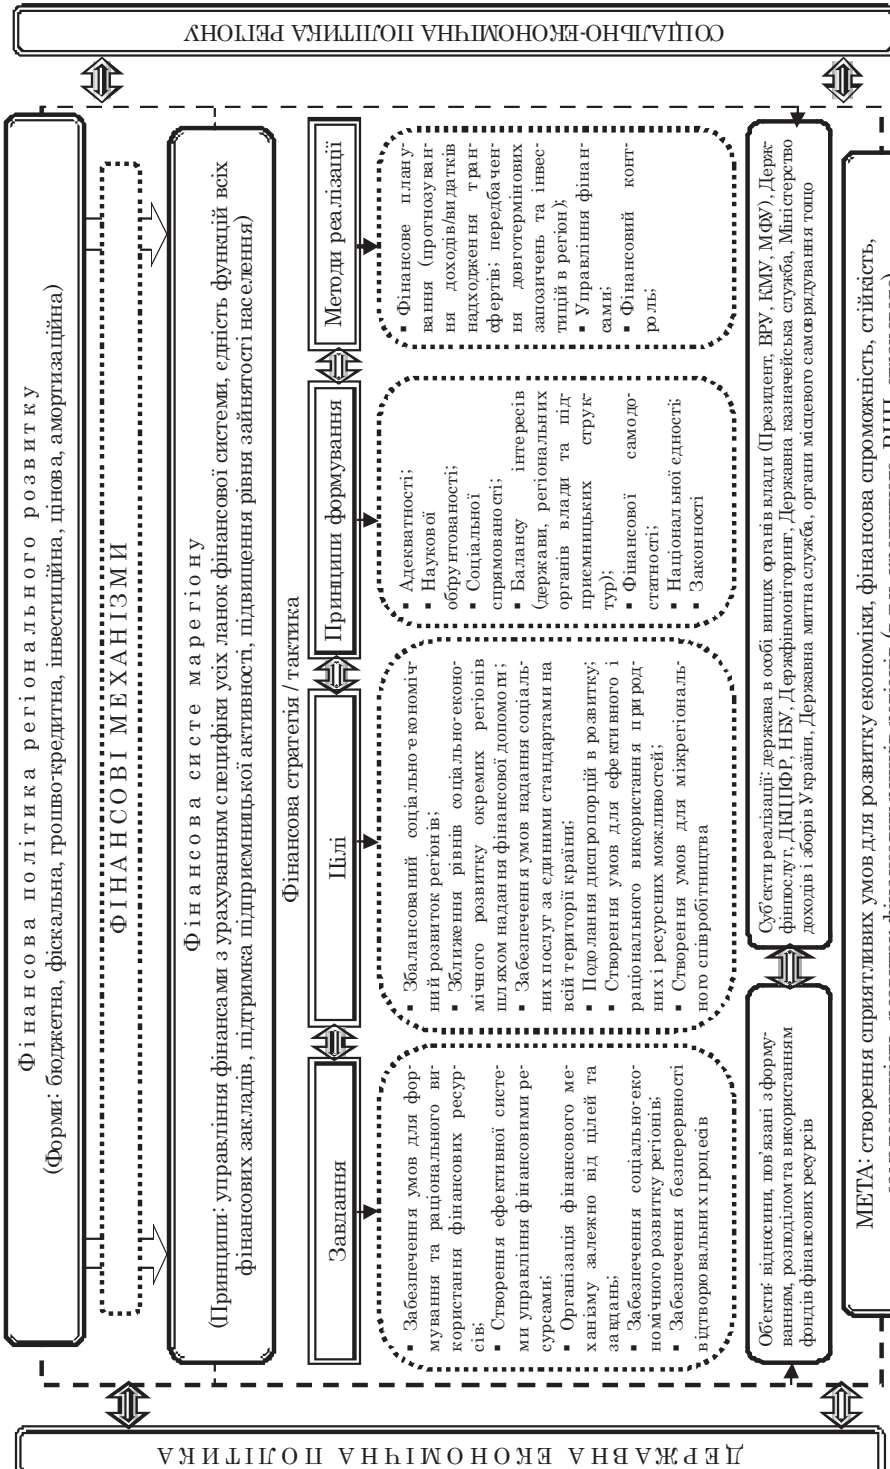 ДЕРЖАВНА ЕКОНОМІЧНА ПОЛІТИКА
Фінансова політика регіонального розвитку
(Форми: бюджетна, фіскальна, грошво-кредитна, інвестиційна, цінова, амортизаційна)
ФІНАНСОВІ МЕХАНІЗМИ
Фінансова систе марегіону
(Принципи: управління фінансами з урахуванням специфіки усіх ланок фінансової системи, єдність функцій всіх
фінансових закладів, підтримка підприємницької активності, підвищення рівня зайнятості населення)
Фінансова стратегія / тактика
Завдання
▪ Забезпечення умов для фор-
мування та раціонального ви-
користання фінансових ресур-
сів;
▪ Створення ефективної систе-
ми управління фінансовими ре-
сурсами;
▪ Організація фінансового ме-
ханізму залежно від цілей та
завдань;
▪ Забезпечення соціально-еко-
номічного розвитку регіонів;
▪ Забезпечення безперервності
відтворювальних процесів
Цілі
▪ Збалансований соціально-економіч-
ний розвиток регіонів;
▪ Зближення рівнів соціально-еконо-
мічного розвитку окремих регіонів
шляхом надання фінансової допомоги;
▪ Забезпечення умов надання соціаль-
них послуг за єдиними стандартами на
всій території країни;
▪ Подолання диспропорцій в розвитку;
▪ Створення умов для ефективного і
раціонального використання природ-
них і ресурсних можливостей;
▪ Створення умов для міжрегіональ-
ного співробітництва
Принципи формування
▪ Адекватності;
▪ Наукової
обґрунтованості;
▪ Соціальної
спрямованості;
▪ Балансу інтересів
(держави, регіональних
органів влади та під-
приємницьких струк-
тур);
▪ Фінансової самодо-
статності;
▪ Національної єдності;
▪ Законності
Методи реалізації
▪ Фінансове плану-
вання (прогнозуван-
ня доходів/видатків
надходження тран-
сфертів; передбачен-
ня довготермінових
запозичень та інвес-
тицій в регіон);
▪ Управління фінан-
сами;
▪ Фінансовий конт-
роль;
Об'єкти: відносини, пов'язані з форму-
ванням, розподілом та використанням
фондів фінансових ресурсів
Суб'єкти реалізації: держава в особі вищих органів влади (Президент, ВРУ, КМУ, МФУ), Держ-
фінпослуг, ДКЦПФР, НБУ, Держфінмоніторинг, Державна казначейська служба, Міністерство
доходів і зборів України, Державна митна служба, органи місцевого самоврядування тощо
МЕТА: створення сприятливих умов для розвитку економіки, фінансова спроможність, стійкість,
СОЦІАЛЬНО-ЕКОНОМІЧНА ПОЛІТИКА РЕГІОНУ